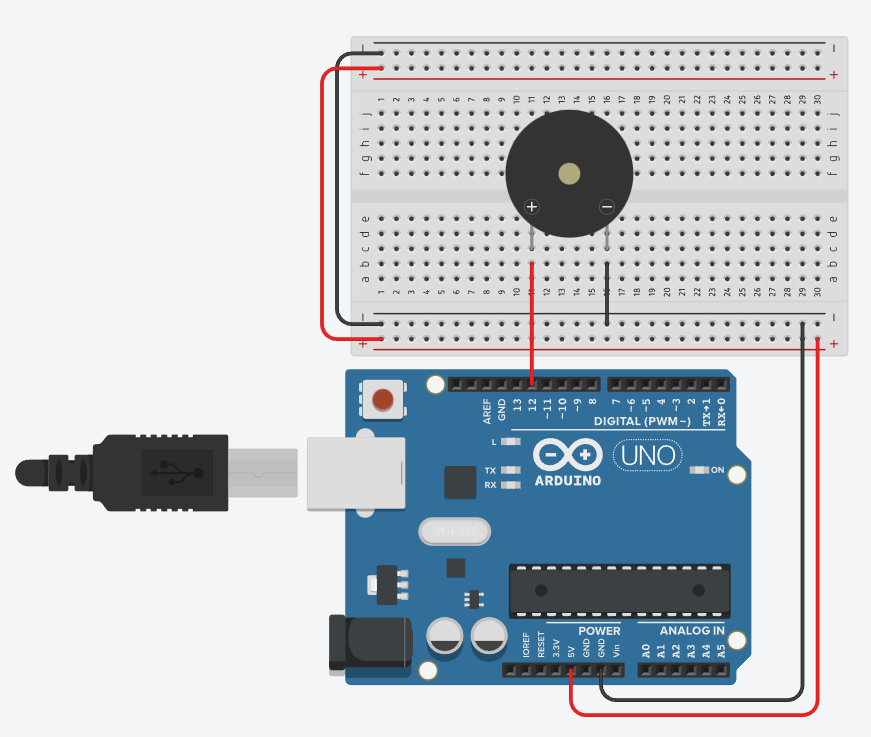 − −
+ +
1 2 3 4 5 6 7 8 9 10 11 12 13 14 15 16 17 18 19 20 21 22 23 24 25 26 27 28 29 30
j j
i i
h h
g g
f f
+ −
e e
d d
c c
b b
a a
1 2 3 4 5 6 7 8 9 10 11 12 13 14 15 16 17 18 19 20 21 22 23 24 25 26 27 28 29 30
− −
+ +
AREF GND 13 12 ~11 ~10 ~9 8 7 ~6 ~5 4 ~3 2 TX→1 RX←0
DIGITAL (PWM~)
L
TX
RX
UNO
ON
ARDUINO
POWER
ANALOG IN
IOREF RESET 3.3V 5V GND GND Vin A0 A1 A2 A3 A4 A5